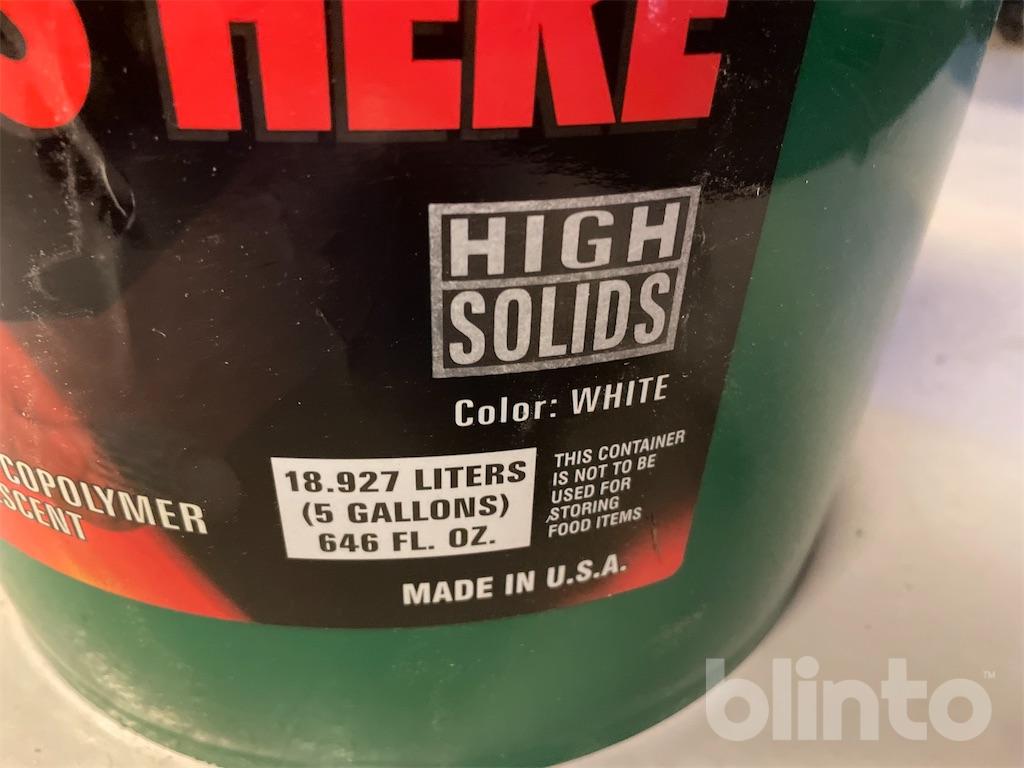 S HERE
HIGH
SOLIDS
Color: WHITE
COPOLYMER
SCENT
18.927 LITERS
(5 GALLONS)
646 FL. OZ.
THIS CONTAINER
IS NOT TO BE
USED FOR
STORING
FOOD ITEMS
MADE IN U.S.A.
blinto™